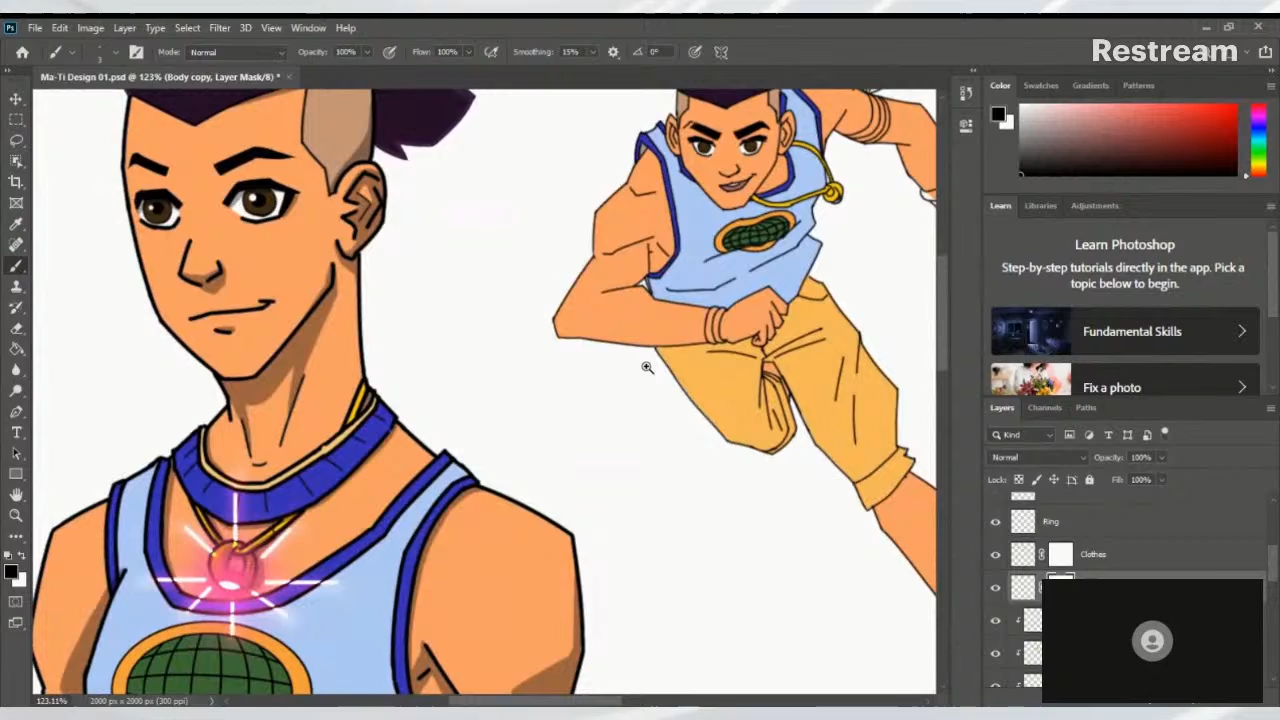 Ps File Edit Image Layer Type Select Filter 3D View Window Help
Restream
3 Mode: Normal Opacity: 100% Flow: 100% Smoothing: 15% 0°
Ma-Ti Design 01.psd @ 123% (Body copy, Layer Mask/8) *
Color Swatches Gradients Patterns
Learn Libraries Adjustments
Learn Photoshop
Step-by-step tutorials directly in the app. Pick a
topic below to begin.
Fundamental Skills
Fix a photo
Layers Channels Paths
Kind
Normal Opacity: 100%
Lock: Fill: 100%
Ring
Clothes
123.11% 2000 px x 2000 px (300 ppi)